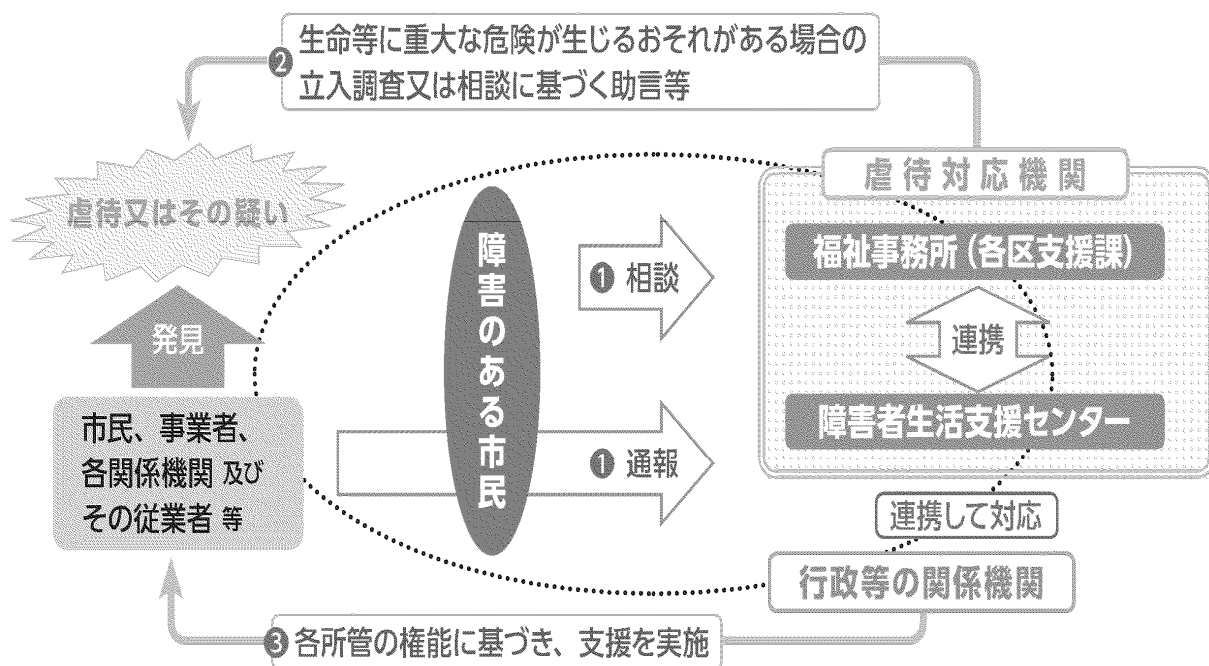 ❷生命等に重大な危険が生じるおそれがある場合の
立入調査又は相談に基づく助言等
虐待対応機関
虐待又はその疑い
福祉事務所(各区支援課)
障害のある市民
❶ 相談
連携
発見
障害者生活支援センター
市民、事業者、
各関係機関 及び
その従業者 等
❶ 通報
連携して対応
行政等の関係機関
❸各所管の権能に基づき、支援を実施